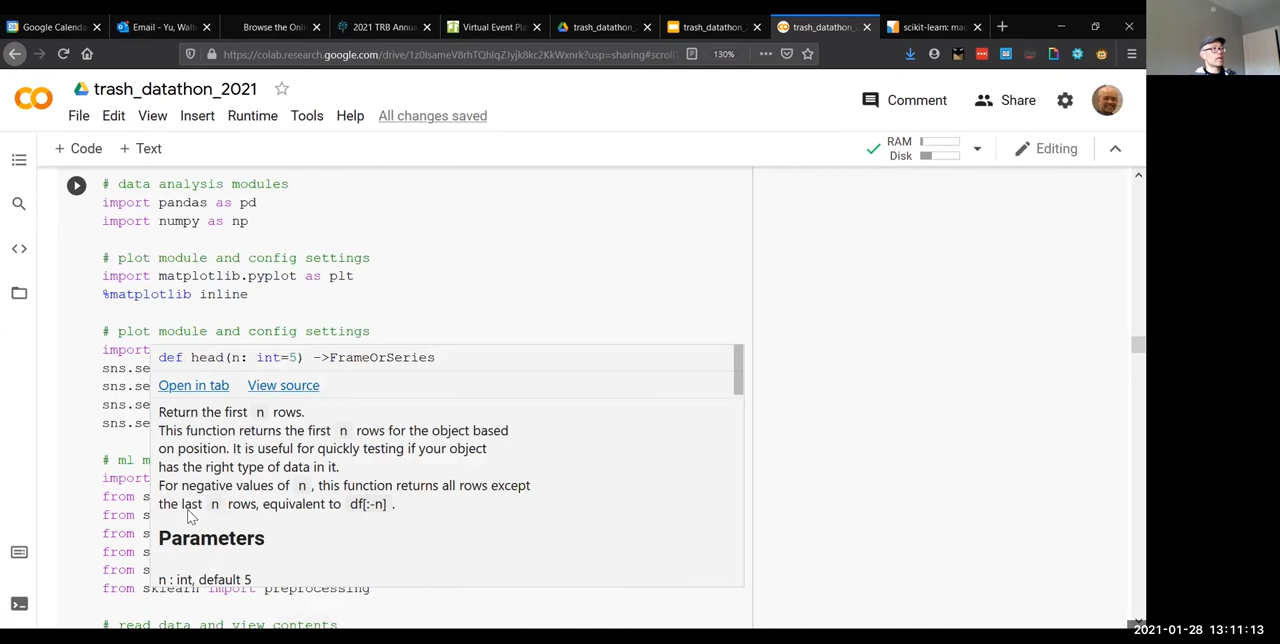 Google Calenda
Email - Yu, Walt
Browse the Onli
2021 TRB Annua
Virtual Event Pla
trash_datathon_
trash_datathon_
trash_datathon_
scikit-learn: mac
https://colab.research.google.com/drive/1z0IsameV8rhTQhlqZJyjk8kc2KkWxnrk?usp=sharing#scroll
130%
trash_datathon_2021
File Edit View Insert Runtime Tools Help All changes saved
Comment
Share
+ Code + Text
RAM
Disk
Editing
# data analysis modules
import pandas as pd
import numpy as np
# plot module and config settings
import matplotlib.pyplot as plt
%matplotlib inline
# plot module and config settings
import
sns.se
sns.se
sns.se
sns.se
# ml m
import
from s
from s
from s
from s
from s
from sklearn import preprocessing
# read data and view contents
def head(n: int=5) ->FrameOrSeries
Open in tab View source
Return the first n rows.
This function returns the first n rows for the object based
on position. It is useful for quickly testing if your object
has the right type of data in it.
For negative values of n , this function returns all rows except
the last n rows, equivalent to df[:-n] .
Parameters
n : int, default 5
2021-01-28 13:11:13